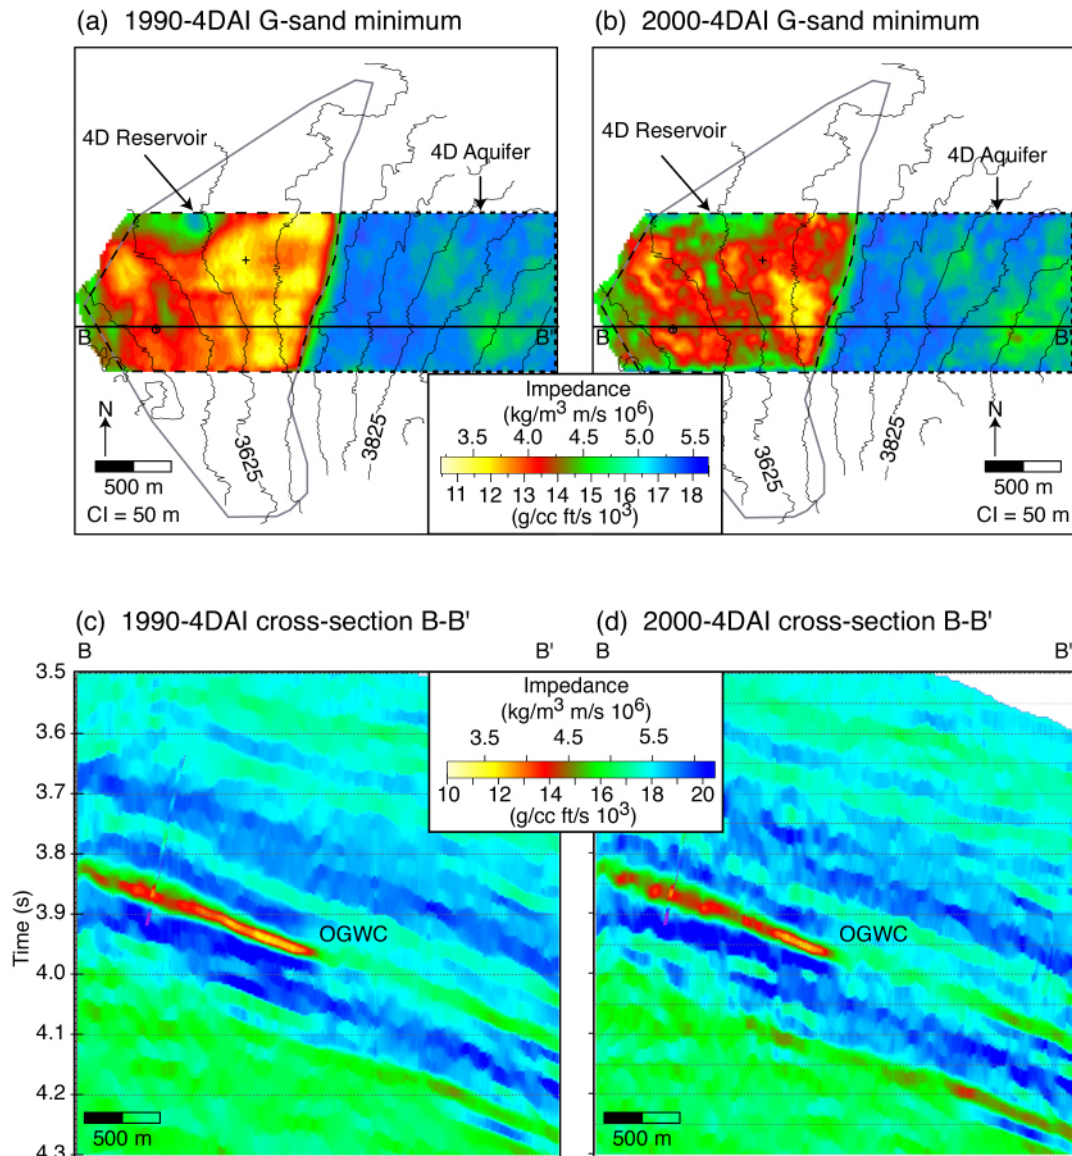 (a) 1990-4DAI G-sand minimum
4D Reservoir
4D Aquifer
B
B'
N
500 m
CI = 50 m
3625
3825
(b) 2000-4DAI G-sand minimum
4D Reservoir
4D Aquifer
B
B'
3625
3825
N
500 m
CI = 50 m
Impedance
(kg/m³ m/s 10⁶)
3.5 4.0 4.5 5.0 5.5
11 12 13 14 15 16 17 18
(g/cc ft/s 10³)
(c) 1990-4DAI cross-section B-B'
B B'
3.5
3.6
3.7
3.8
3.9
4.0
4.1
4.2
4.3
Time (s)
OGWC
500 m
(d) 2000-4DAI cross-section B-B'
B B'
OGWC
500 m
Impedance
(kg/m³ m/s 10⁶)
3.5 4.5 5.5
10 12 14 16 18 20
(g/cc ft/s 10³)